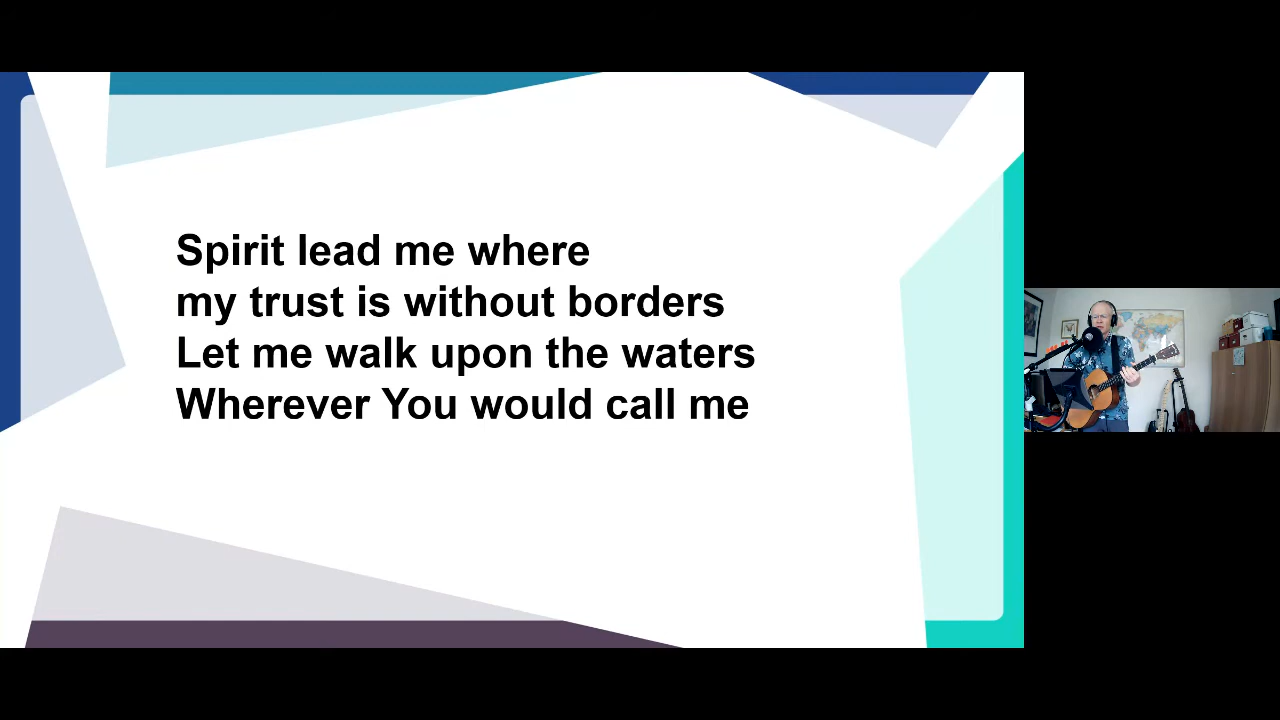 Spirit lead me where
my trust is without borders
Let me walk upon the waters
Wherever You would call me